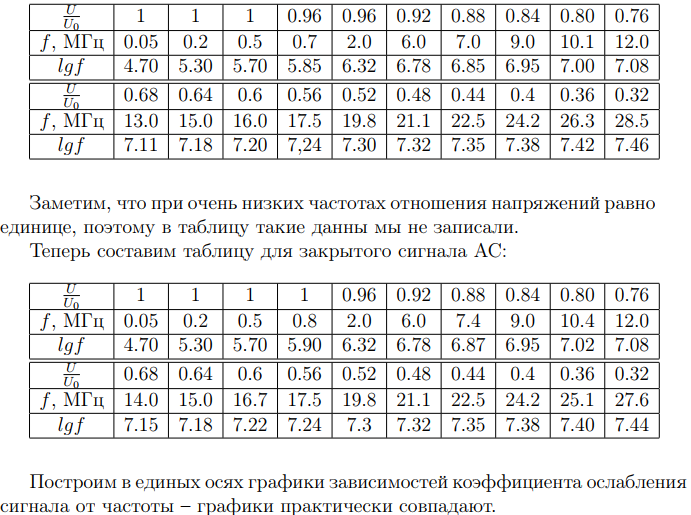 U/U₀ 1 1 1 0.96 0.96 0.92 0.88 0.84 0.80 0.76
f, МГц 0.05 0.2 0.5 0.7 2.0 6.0 7.0 9.0 10.1 12.0
lgf 4.70 5.30 5.70 5.85 6.32 6.78 6.85 6.95 7.00 7.08
U/U₀ 0.68 0.64 0.6 0.56 0.52 0.48 0.44 0.4 0.36 0.32
f, МГц 13.0 15.0 16.0 17.5 19.8 21.1 22.5 24.2 26.3 28.5
lgf 7.11 7.18 7.20 7,24 7.30 7.32 7.35 7.38 7.42 7.46
Заметим, что при очень низких частотах отношения напряжений равно
единице, поэтому в таблицу такие данны мы не записали.
Теперь составим таблицу для закрытого сигнала AC:
U/U₀ 1 1 1 1 0.96 0.92 0.88 0.84 0.80 0.76
f, МГц 0.05 0.2 0.5 0.8 2.0 6.0 7.4 9.0 10.4 12.0
lgf 4.70 5.30 5.70 5.90 6.32 6.78 6.87 6.95 7.02 7.08
U/U₀ 0.68 0.64 0.6 0.56 0.52 0.48 0.44 0.4 0.36 0.32
f, МГц 14.0 15.0 16.7 17.5 19.8 21.1 22.5 24.2 25.1 27.6
lgf 7.15 7.18 7.22 7.24 7.3 7.32 7.35 7.38 7.40 7.44
Построим в единых осях графики зависимостей коэффициента ослабления
сигнала от частоты – графики практически совпадают.